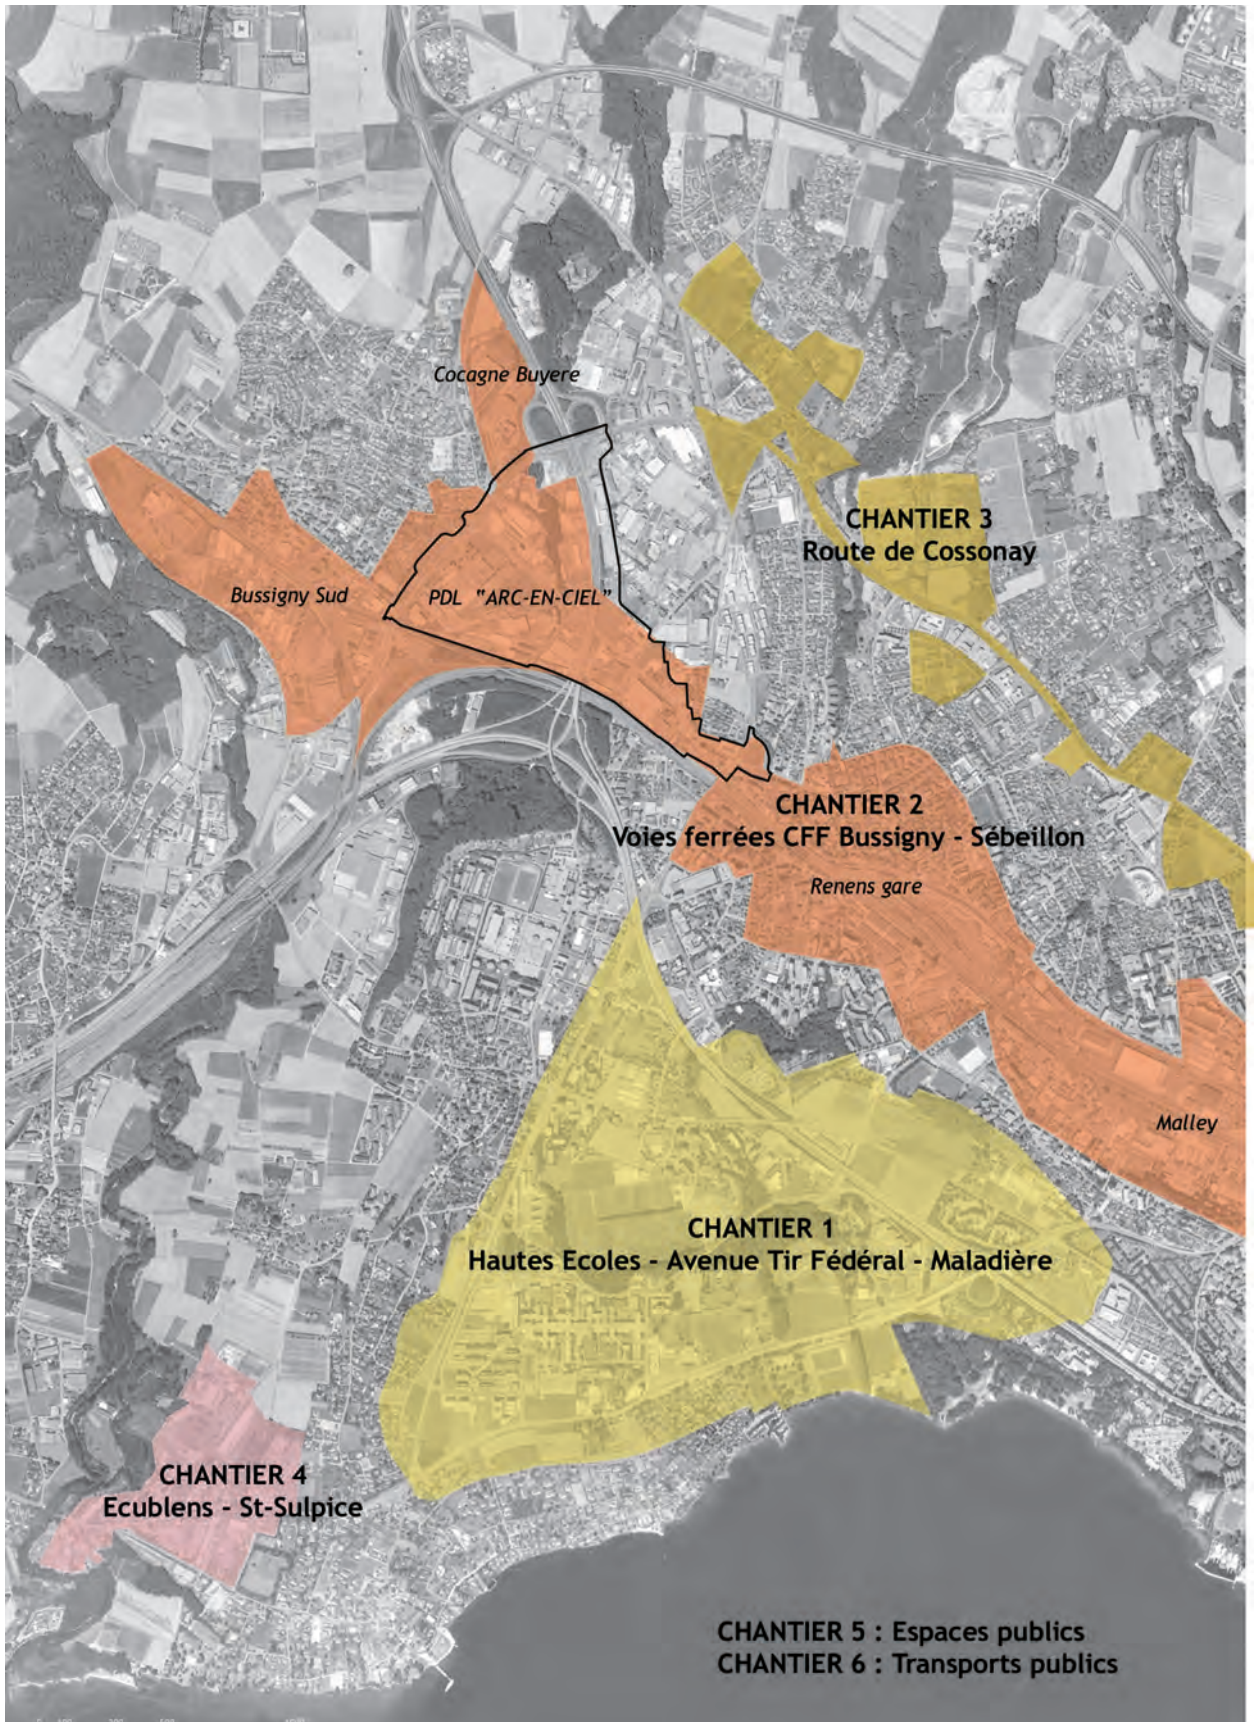 Cocagne Buyere
CHANTIER 3
Route de Cossonay
Bussigny Sud
PDL "ARC-EN-CIEL"
CHANTIER 2
Voies ferrées CFF Bussigny - Sébeillon
Renens gare
Malley
CHANTIER 1
Hautes Ecoles - Avenue Tir Fédéral - Maladière
CHANTIER 4
Ecublens - St-Sulpice
CHANTIER 5 : Espaces publics
CHANTIER 6 : Transports publics